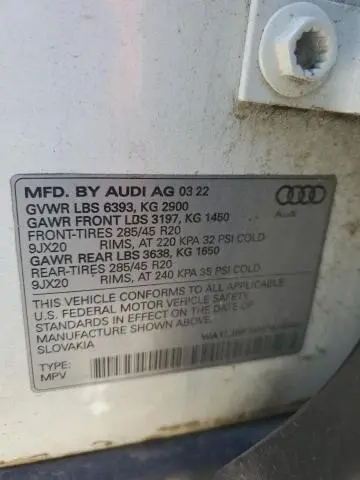 MFD. BY AUDI AG 03 22
GVWR LBS 6393, KG 2900
GAWR FRONT LBS 3197, KG 1450
FRONT-TIRES 285/45 R20
9JX20 RIMS, AT 220 KPA 32 PSI COLD
GAWR REAR LBS 3638, KG 1650
REAR-TIRES 285/45 R20
9JX20 RIMS, AT 240 KPA 35 PSI COLD
THIS VEHICLE CONFORMS TO ALL APPLICABLE
U.S. FEDERAL MOTOR VEHICLE SAFETY
STANDARDS IN EFFECT ON THE DATE OF
MANUFACTURE SHOWN ABOVE.
SLOVAKIA
TYPE:
MPV
Audi